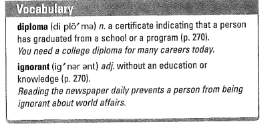 Vocabulary
diploma (di plō′ mə) n. a certificate indicating that a person
has graduated from a school or a program (p. 270).
You need a college diploma for many careers today.
ignorant (ig′ nər ənt) adj. without an education or
knowledge (p. 270).
Reading the newspaper daily prevents a person from being
ignorant about world affairs.